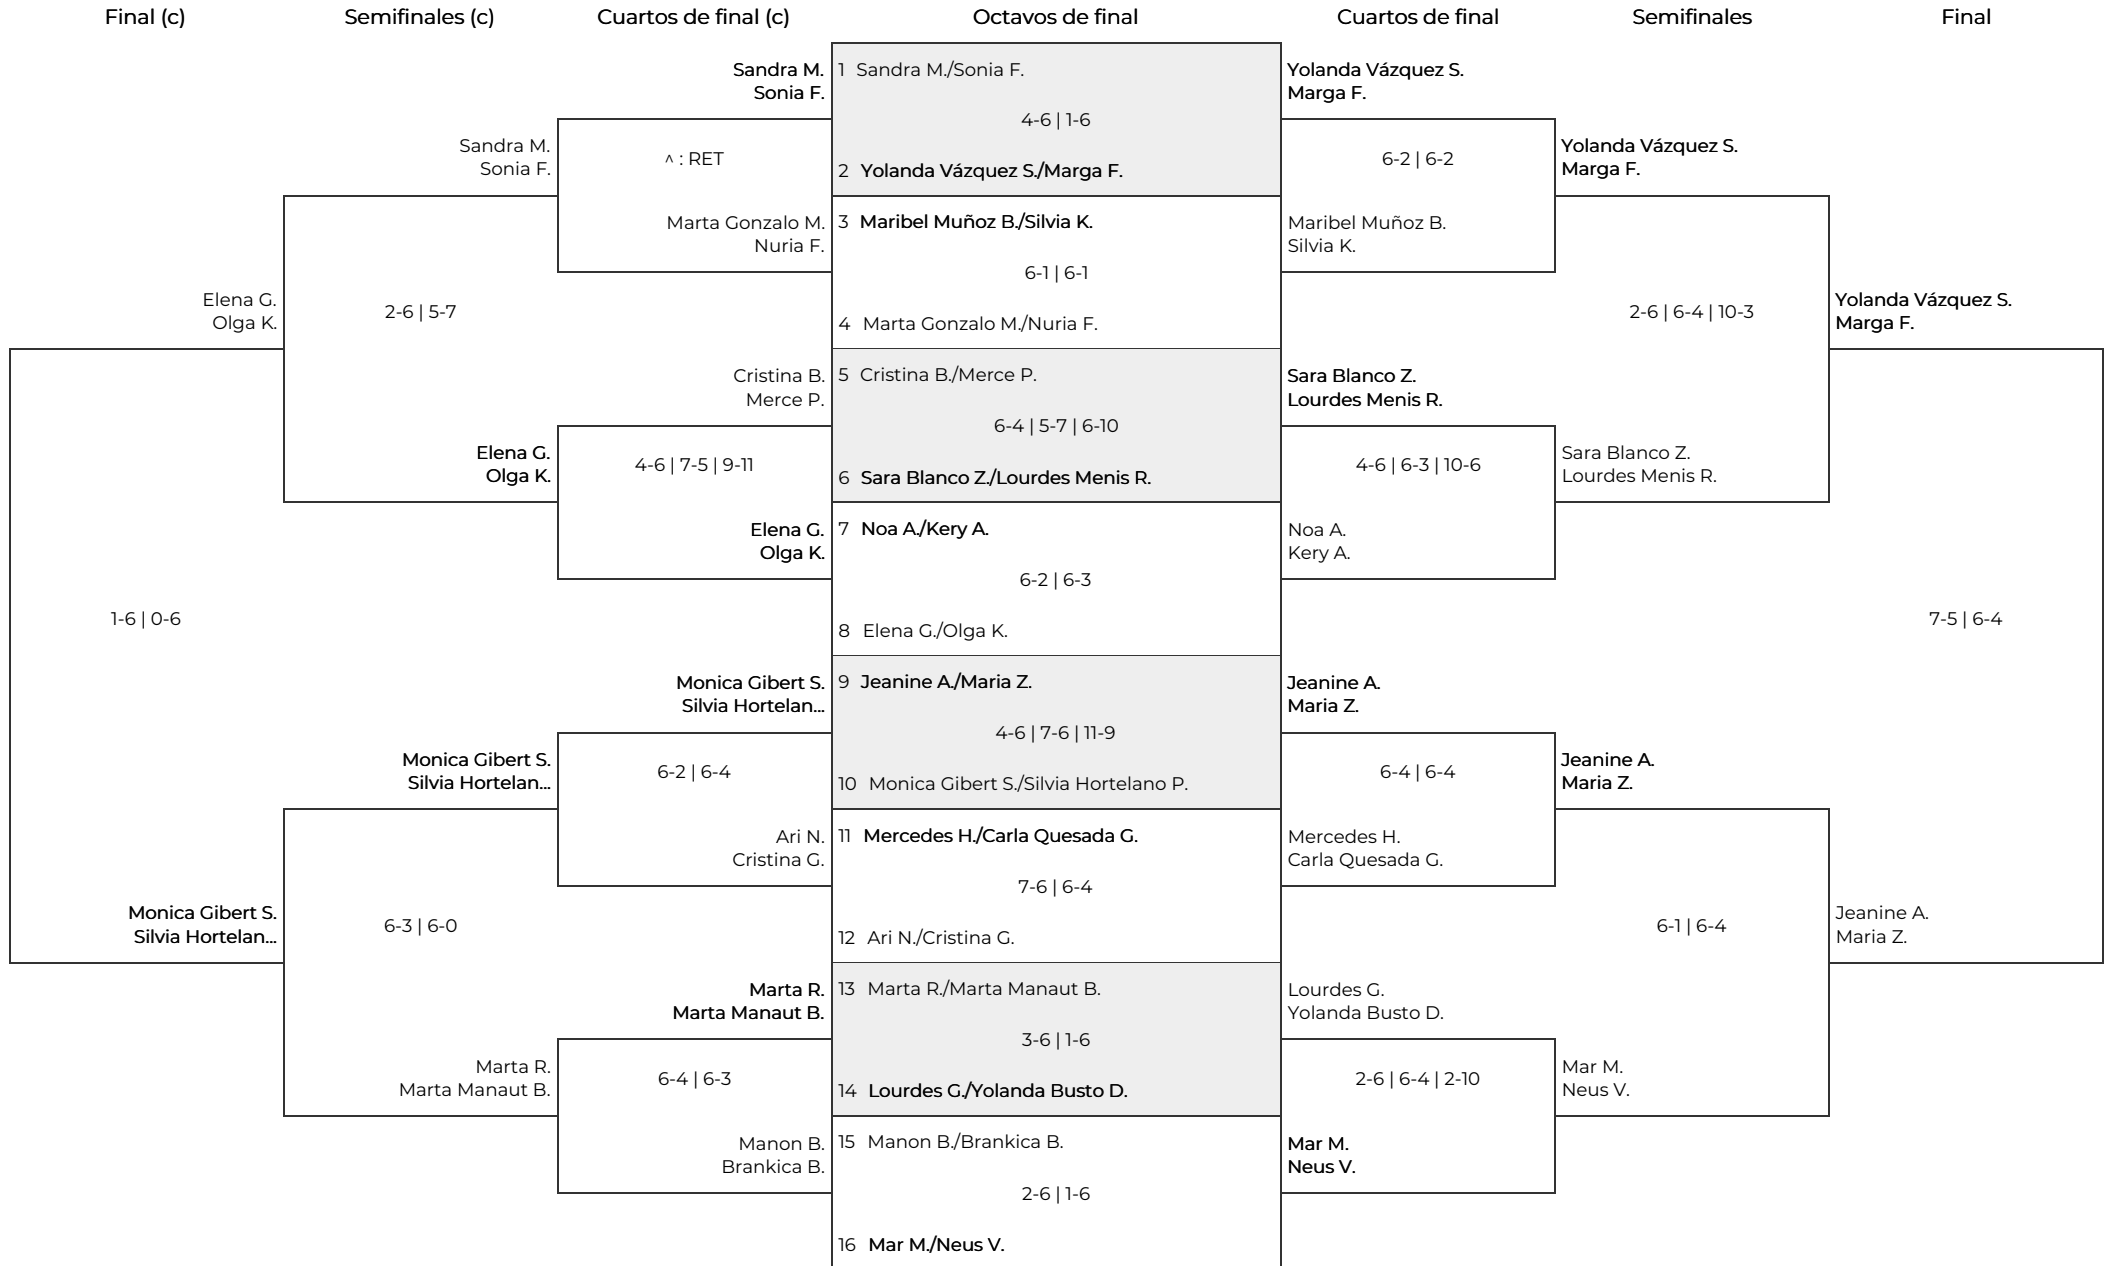 Final (c)
Semifinales (c)
Cuartos de final (c)
Octavos de final
Cuartos de final
Semifinales
Final
Elena G.
Olga K.
1-6 | 0-6
Monica Gibert S.
Silvia Hortelan...
Sandra M.
Sonia F.
2-6 | 5-7
Elena G.
Olga K.
Monica Gibert S.
Silvia Hortelan...
6-3 | 6-0
Marta R.
Marta Manaut B.
Sandra M.
Sonia F.
^ : RET
Marta Gonzalo M.
Nuria F.
Cristina B.
Merce P.
4-6 | 7-5 | 9-11
Elena G.
Olga K.
Monica Gibert S.
Silvia Hortelan...
6-2 | 6-4
Ari N.
Cristina G.
Marta R.
Marta Manaut B.
6-4 | 6-3
Manon B.
Brankica B.
1 Sandra M./Sonia F.
4-6 | 1-6
2 Yolanda Vázquez S./Marga F.
3 Maribel Muñoz B./Silvia K.
6-1 | 6-1
4 Marta Gonzalo M./Nuria F.
5 Cristina B./Merce P.
6-4 | 5-7 | 6-10
6 Sara Blanco Z./Lourdes Menis R.
7 Noa A./Kery A.
6-2 | 6-3
8 Elena G./Olga K.
9 Jeanine A./Maria Z.
4-6 | 7-6 | 11-9
10 Monica Gibert S./Silvia Hortelano P.
11 Mercedes H./Carla Quesada G.
7-6 | 6-4
12 Ari N./Cristina G.
13 Marta R./Marta Manaut B.
3-6 | 1-6
14 Lourdes G./Yolanda Busto D.
15 Manon B./Brankica B.
2-6 | 1-6
16 Mar M./Neus V.
Yolanda Vázquez S.
Marga F.
6-2 | 6-2
Maribel Muñoz B.
Silvia K.
Sara Blanco Z.
Lourdes Menis R.
4-6 | 6-3 | 10-6
Noa A.
Kery A.
Jeanine A.
Maria Z.
6-4 | 6-4
Mercedes H.
Carla Quesada G.
Lourdes G.
Yolanda Busto D.
2-6 | 6-4 | 2-10
Mar M.
Neus V.
Yolanda Vázquez S.
Marga F.
2-6 | 6-4 | 10-3
Sara Blanco Z.
Lourdes Menis R.
Jeanine A.
Maria Z.
6-1 | 6-4
Mar M.
Neus V.
Yolanda Vázquez S.
Marga F.
7-5 | 6-4
Jeanine A.
Maria Z.